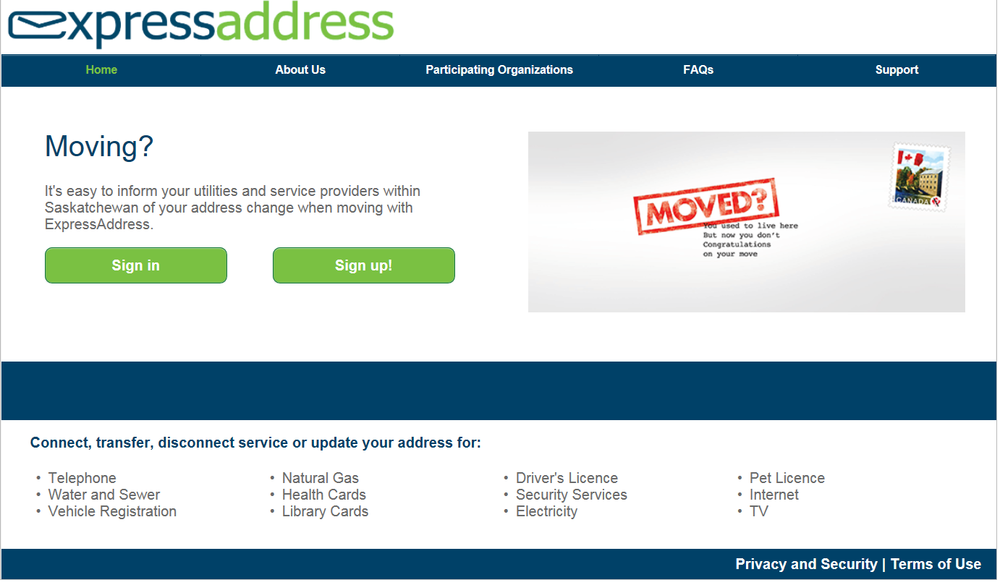 expressaddress
Home
About Us
Participating Organizations
FAQs
Support
Moving?
It's easy to inform your utilities and service providers within
Saskatchewan of your address change when moving with
ExpressAddress.
Sign in
Sign up!
MOVED?
You used to live here
But now you don't
Congratulations
on your move
CANADA
P
Connect, transfer, disconnect service or update your address for:
• Telephone
• Water and Sewer
• Vehicle Registration
• Natural Gas
• Health Cards
• Library Cards
• Driver's Licence
• Security Services
• Electricity
• Pet Licence
• Internet
• TV
Privacy and Security | Terms of Use